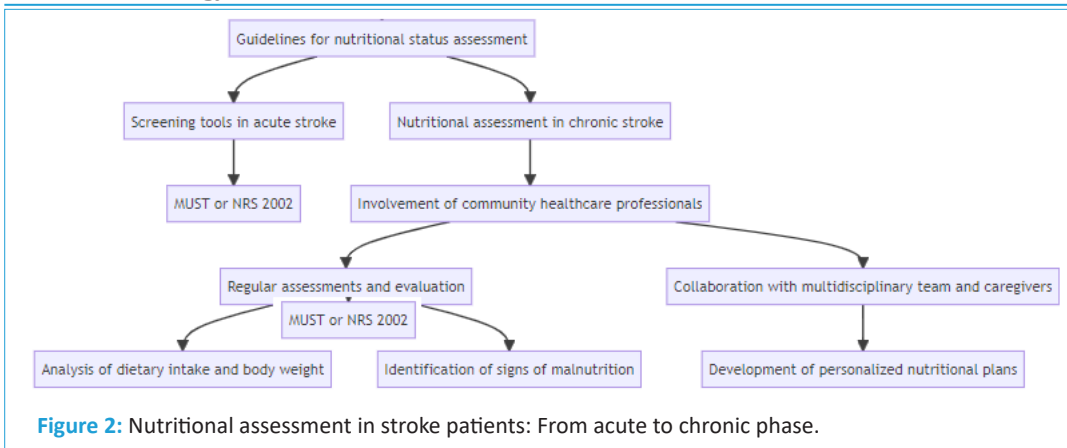 Guidelines for nutritional status assessment
Screening tools in acute stroke
Nutritional assessment in chronic stroke
MUST or NRS 2002
Involvement of community healthcare professionals
Regular assessments and evaluation
Collaboration with multidisciplinary team and caregivers
MUST or NRS 2002
Analysis of dietary intake and body weight
Identification of signs of malnutrition
Development of personalized nutritional plans
Figure 2: Nutritional assessment in stroke patients: From acute to chronic phase.